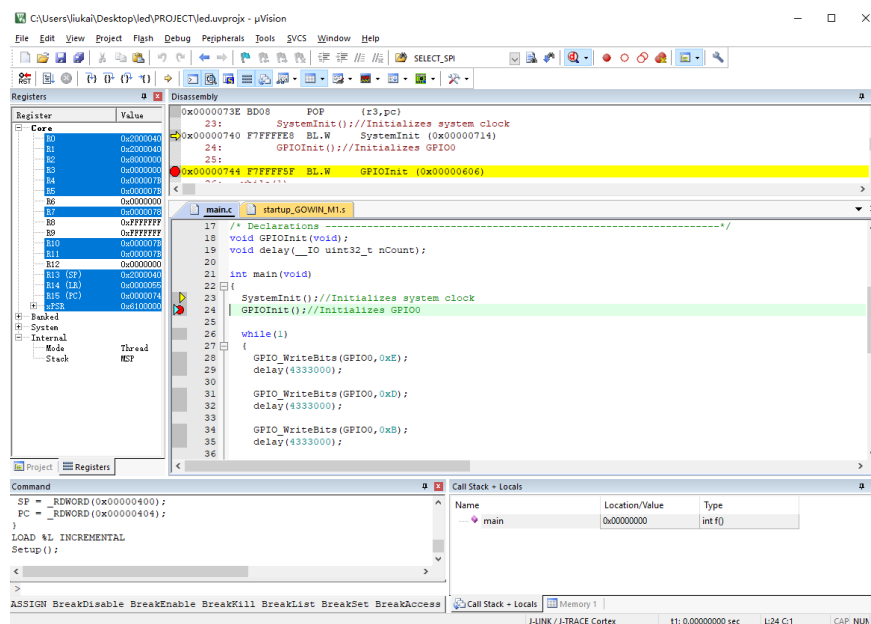 C:\Users\liukai\Desktop\led\PROJECT\led.uvprojx - µVision
File Edit View Project Flash Debug Peripherals Tools SVCS Window Help
SELECT_SPI
RST
Registers
Register Value
Core
R0 0x2000040
R1 0x2000040
R2 0x8000000
R3 0x0000000
R4 0x000007B
R5 0x000007B
R6 0x0000000
R7 0x0000078
R8 0xFFFFFFF
R9 0xFFFFFFF
R10 0x000007B
R11 0x000007B
R12 0x0000000
R13 (SP) 0x2000040
R14 (LR) 0x0000055
R15 (PC) 0x0000074
xPSR 0x6100000
Banked
System
Internal
Mode Thread
Stack MSP
Project Registers
Disassembly
0x0000073E BD08 POP {r3,pc}
23: SystemInit();//Initializes system clock
0x00000740 F7FFFFE8 BL.W SystemInit (0x00000714)
24: GPIOInit();//Initializes GPIO0
25:
0x00000744 F7FFFF5F BL.W GPIOInit (0x00000606)
26: while(1)
main.c startup_GOWIN_M1.s
17 /* Declarations ------------------------------------------------------------------*/
18 void GPIOInit(void);
19 void delay(__IO uint32_t nCount);
20
21 int main(void)
22 {
23 SystemInit();//Initializes system clock
24 GPIOInit();//Initializes GPIO0
25
26 while(1)
27 {
28 GPIO_WriteBits(GPIO0,0xE);
29 delay(4333000);
30
31 GPIO_WriteBits(GPIO0,0xD);
32 delay(4333000);
33
34 GPIO_WriteBits(GPIO0,0xB);
35 delay(4333000);
36
Command
SP = _RDWORD(0x00000400);
PC = _RDWORD(0x00000404);
}
LOAD %L INCREMENTAL
Setup();
>
ASSIGN BreakDisable BreakEnable BreakKill BreakList BreakSet BreakAccess
Call Stack + Locals
Name Location/Value Type
main 0x00000000 int f()
Call Stack + Locals Memory 1
J-LINK / J-TRACE Cortex t1: 0.00000000 sec L:24 C:1 CAP NUM